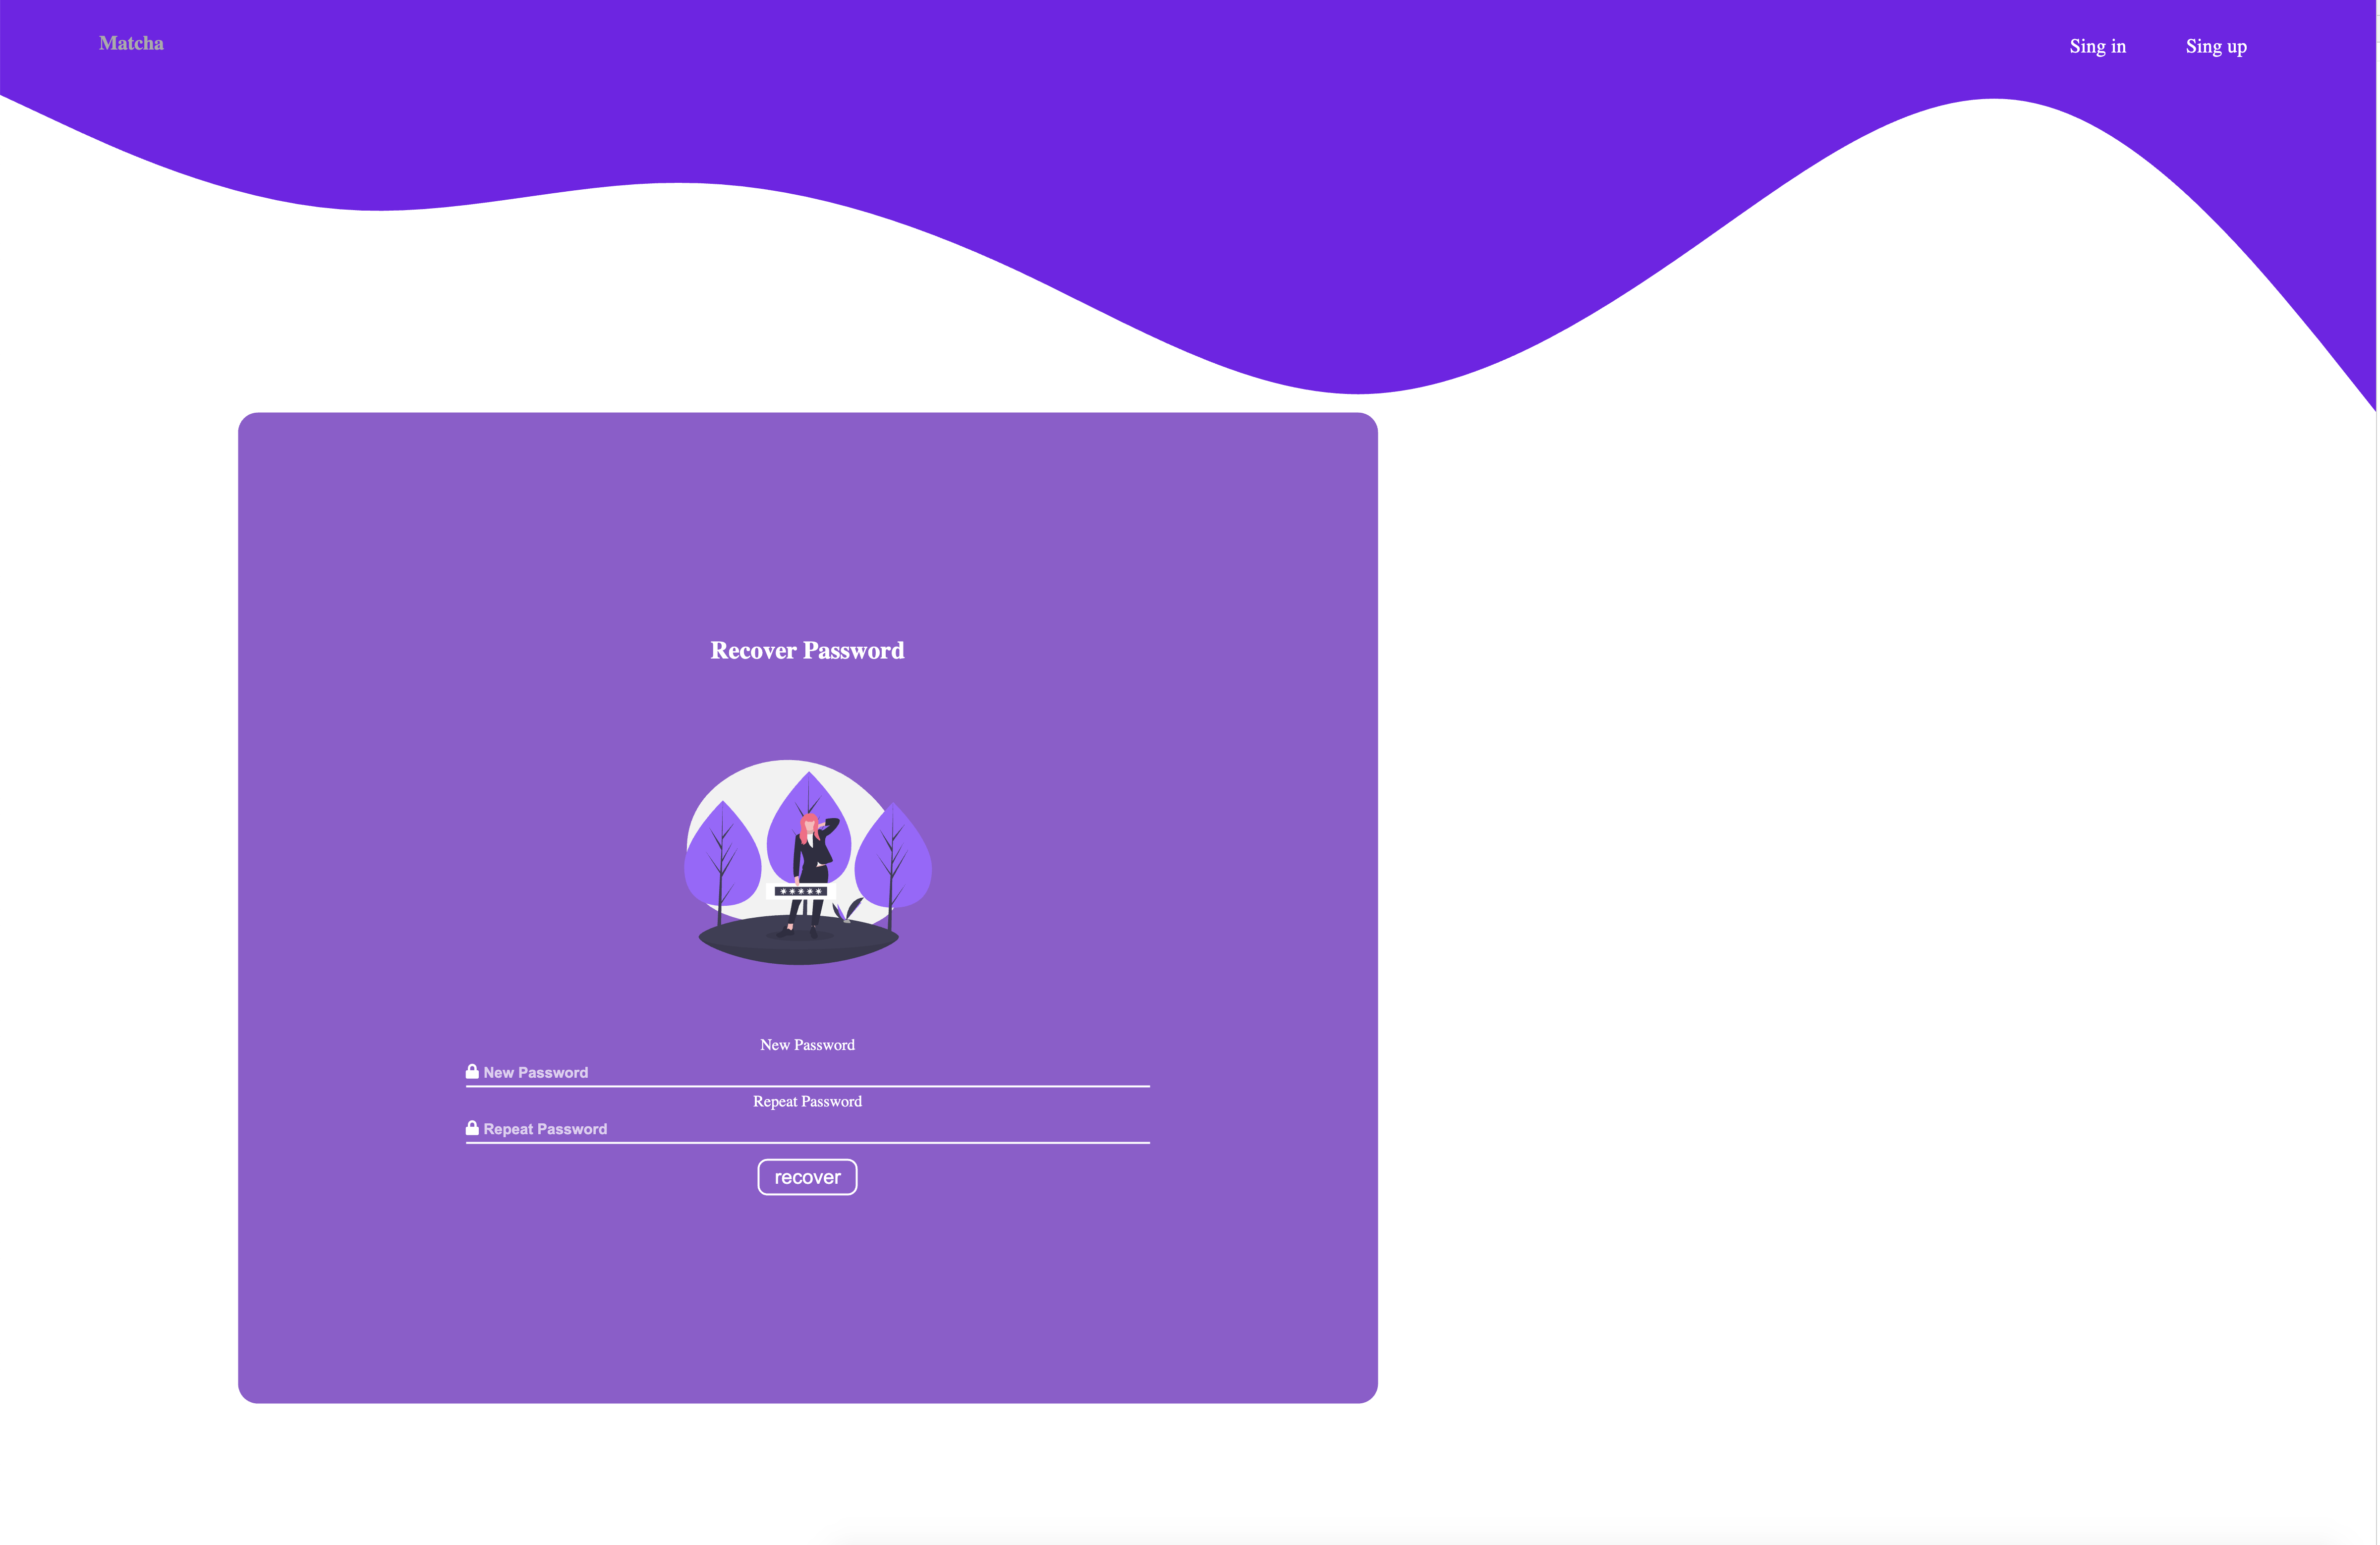 Matcha
Sing in
Sing up
Recover Password
*****
New Password
New Password
Repeat Password
Repeat Password
recover